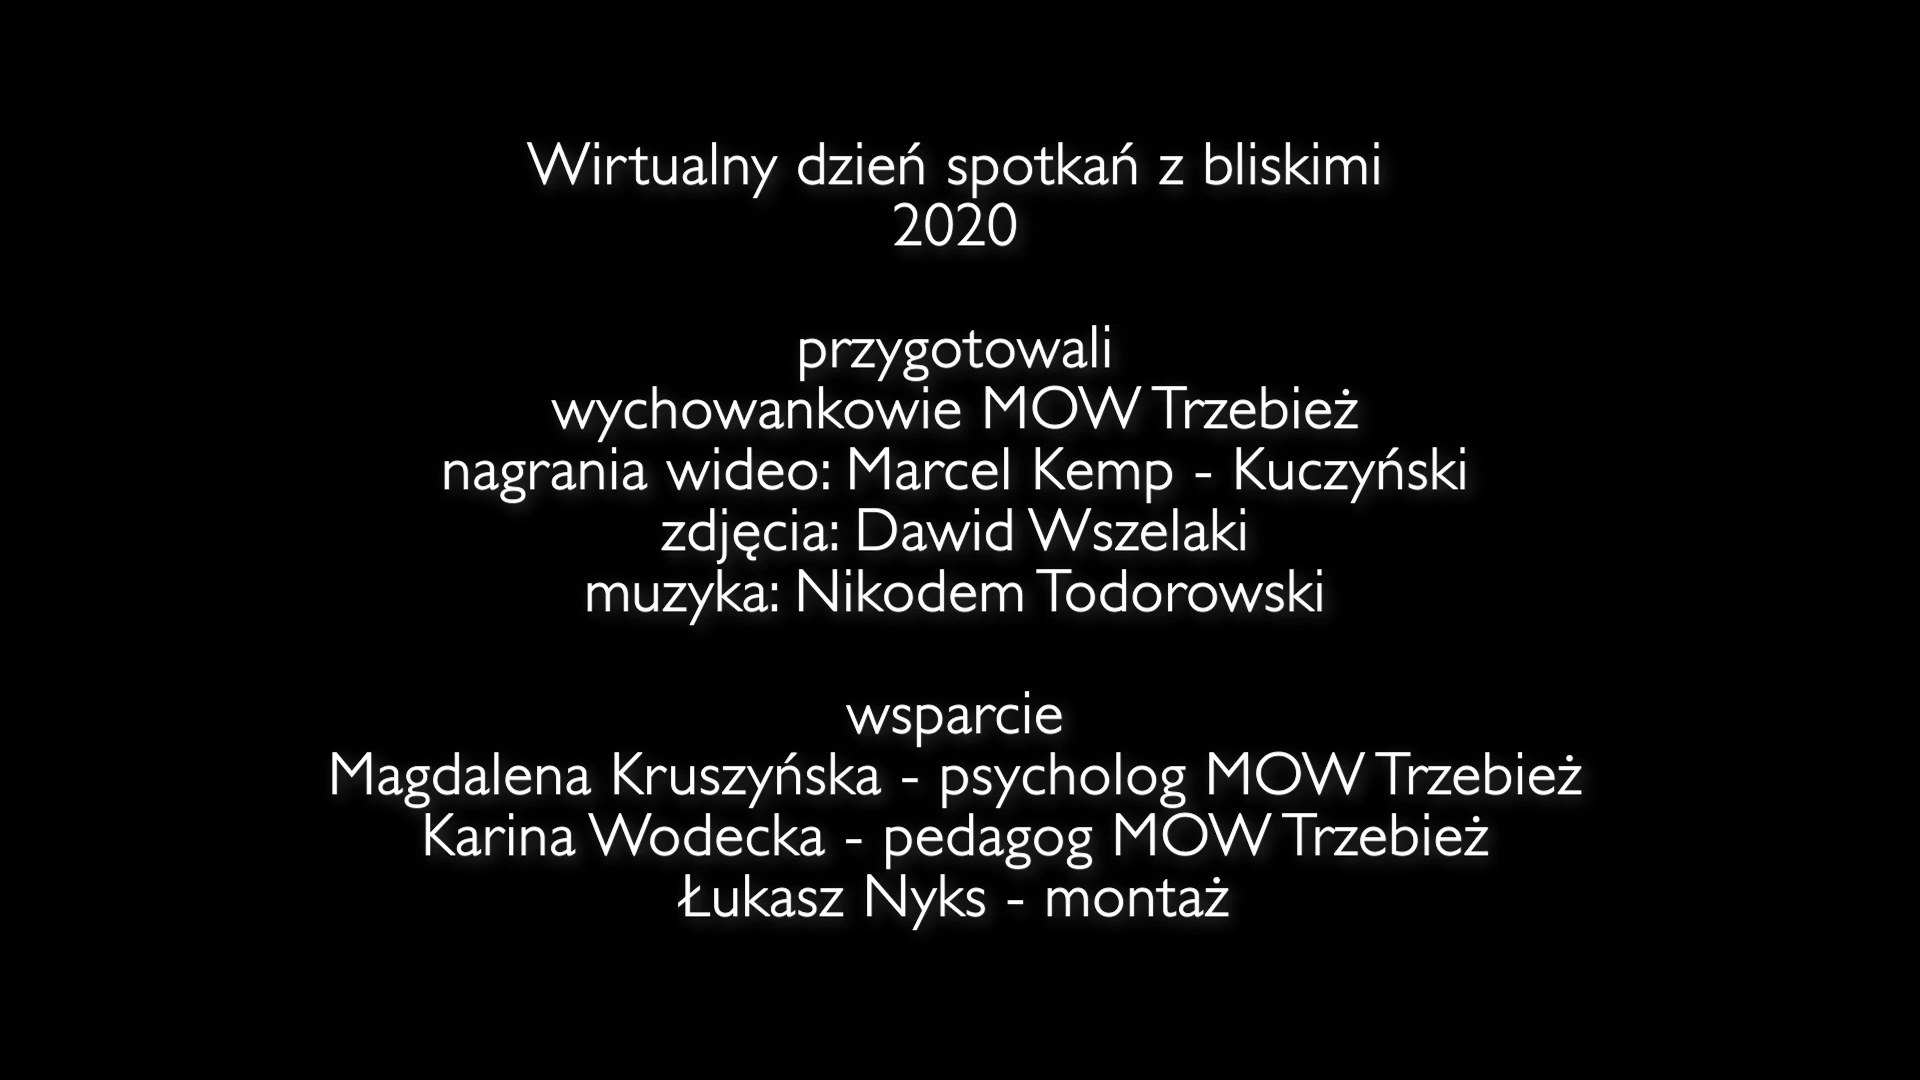 Wirtualny dzień spotkań z bliskimi
2020
przygotowali
wychowankowie MOW Trzebież
nagrania wideo: Marcel Kemp - Kuczyński
zdjęcia: Dawid Wszelaki
muzyka: Nikodem Todorowski
wsparcie
Magdalena Kruszyńska - psycholog MOW Trzebież
Karina Wodecka - pedagog MOW Trzebież
Łukasz Nyks - montaż